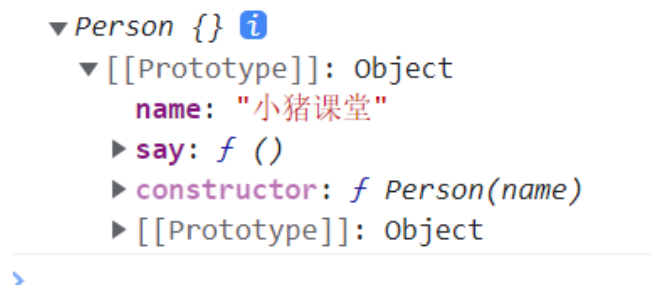 Person {} i
[[Prototype]]: Object
name: "小猪课堂"
say: ƒ ()
constructor: ƒ Person(name)
[[Prototype]]: Object